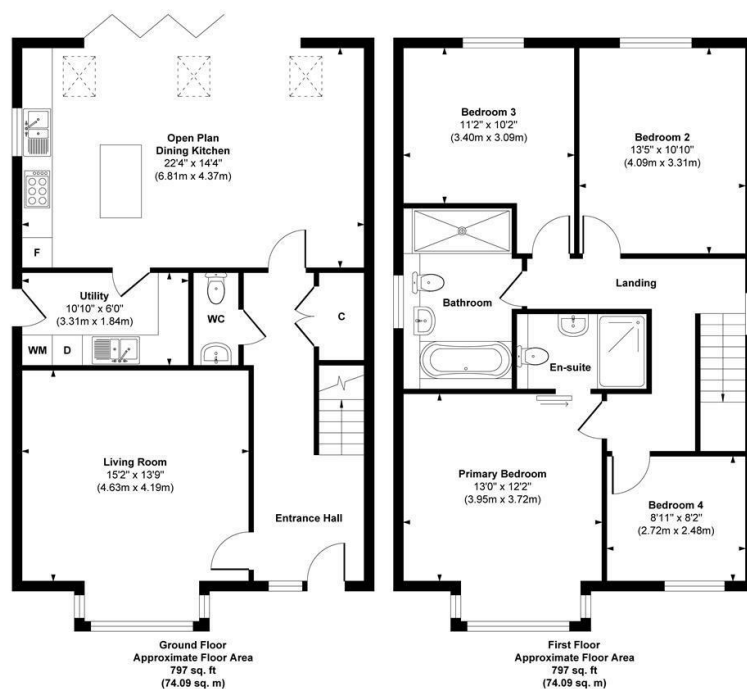 Open Plan
Dining Kitchen
22'4" x 14'4"
(6.81m x 4.37m)
F
Utility
10'10" x 6'0"
(3.31m x 1.84m)
WM
D
WC
C
Living Room
15'2" x 13'9"
(4.63m x 4.19m)
Entrance Hall
Ground Floor
Approximate Floor Area
797 sq. ft
(74.09 sq. m)
Bedroom 3
11'2" x 10'2"
(3.40m x 3.09m)
Bedroom 2
13'5" x 10'10"
(4.09m x 3.31m)
Landing
Bathroom
En-suite
Primary Bedroom
13'0" x 12'2"
(3.95m x 3.72m)
Bedroom 4
8'11" x 8'2"
(2.72m x 2.48m)
First Floor
Approximate Floor Area
797 sq. ft
(74.09 sq. m)